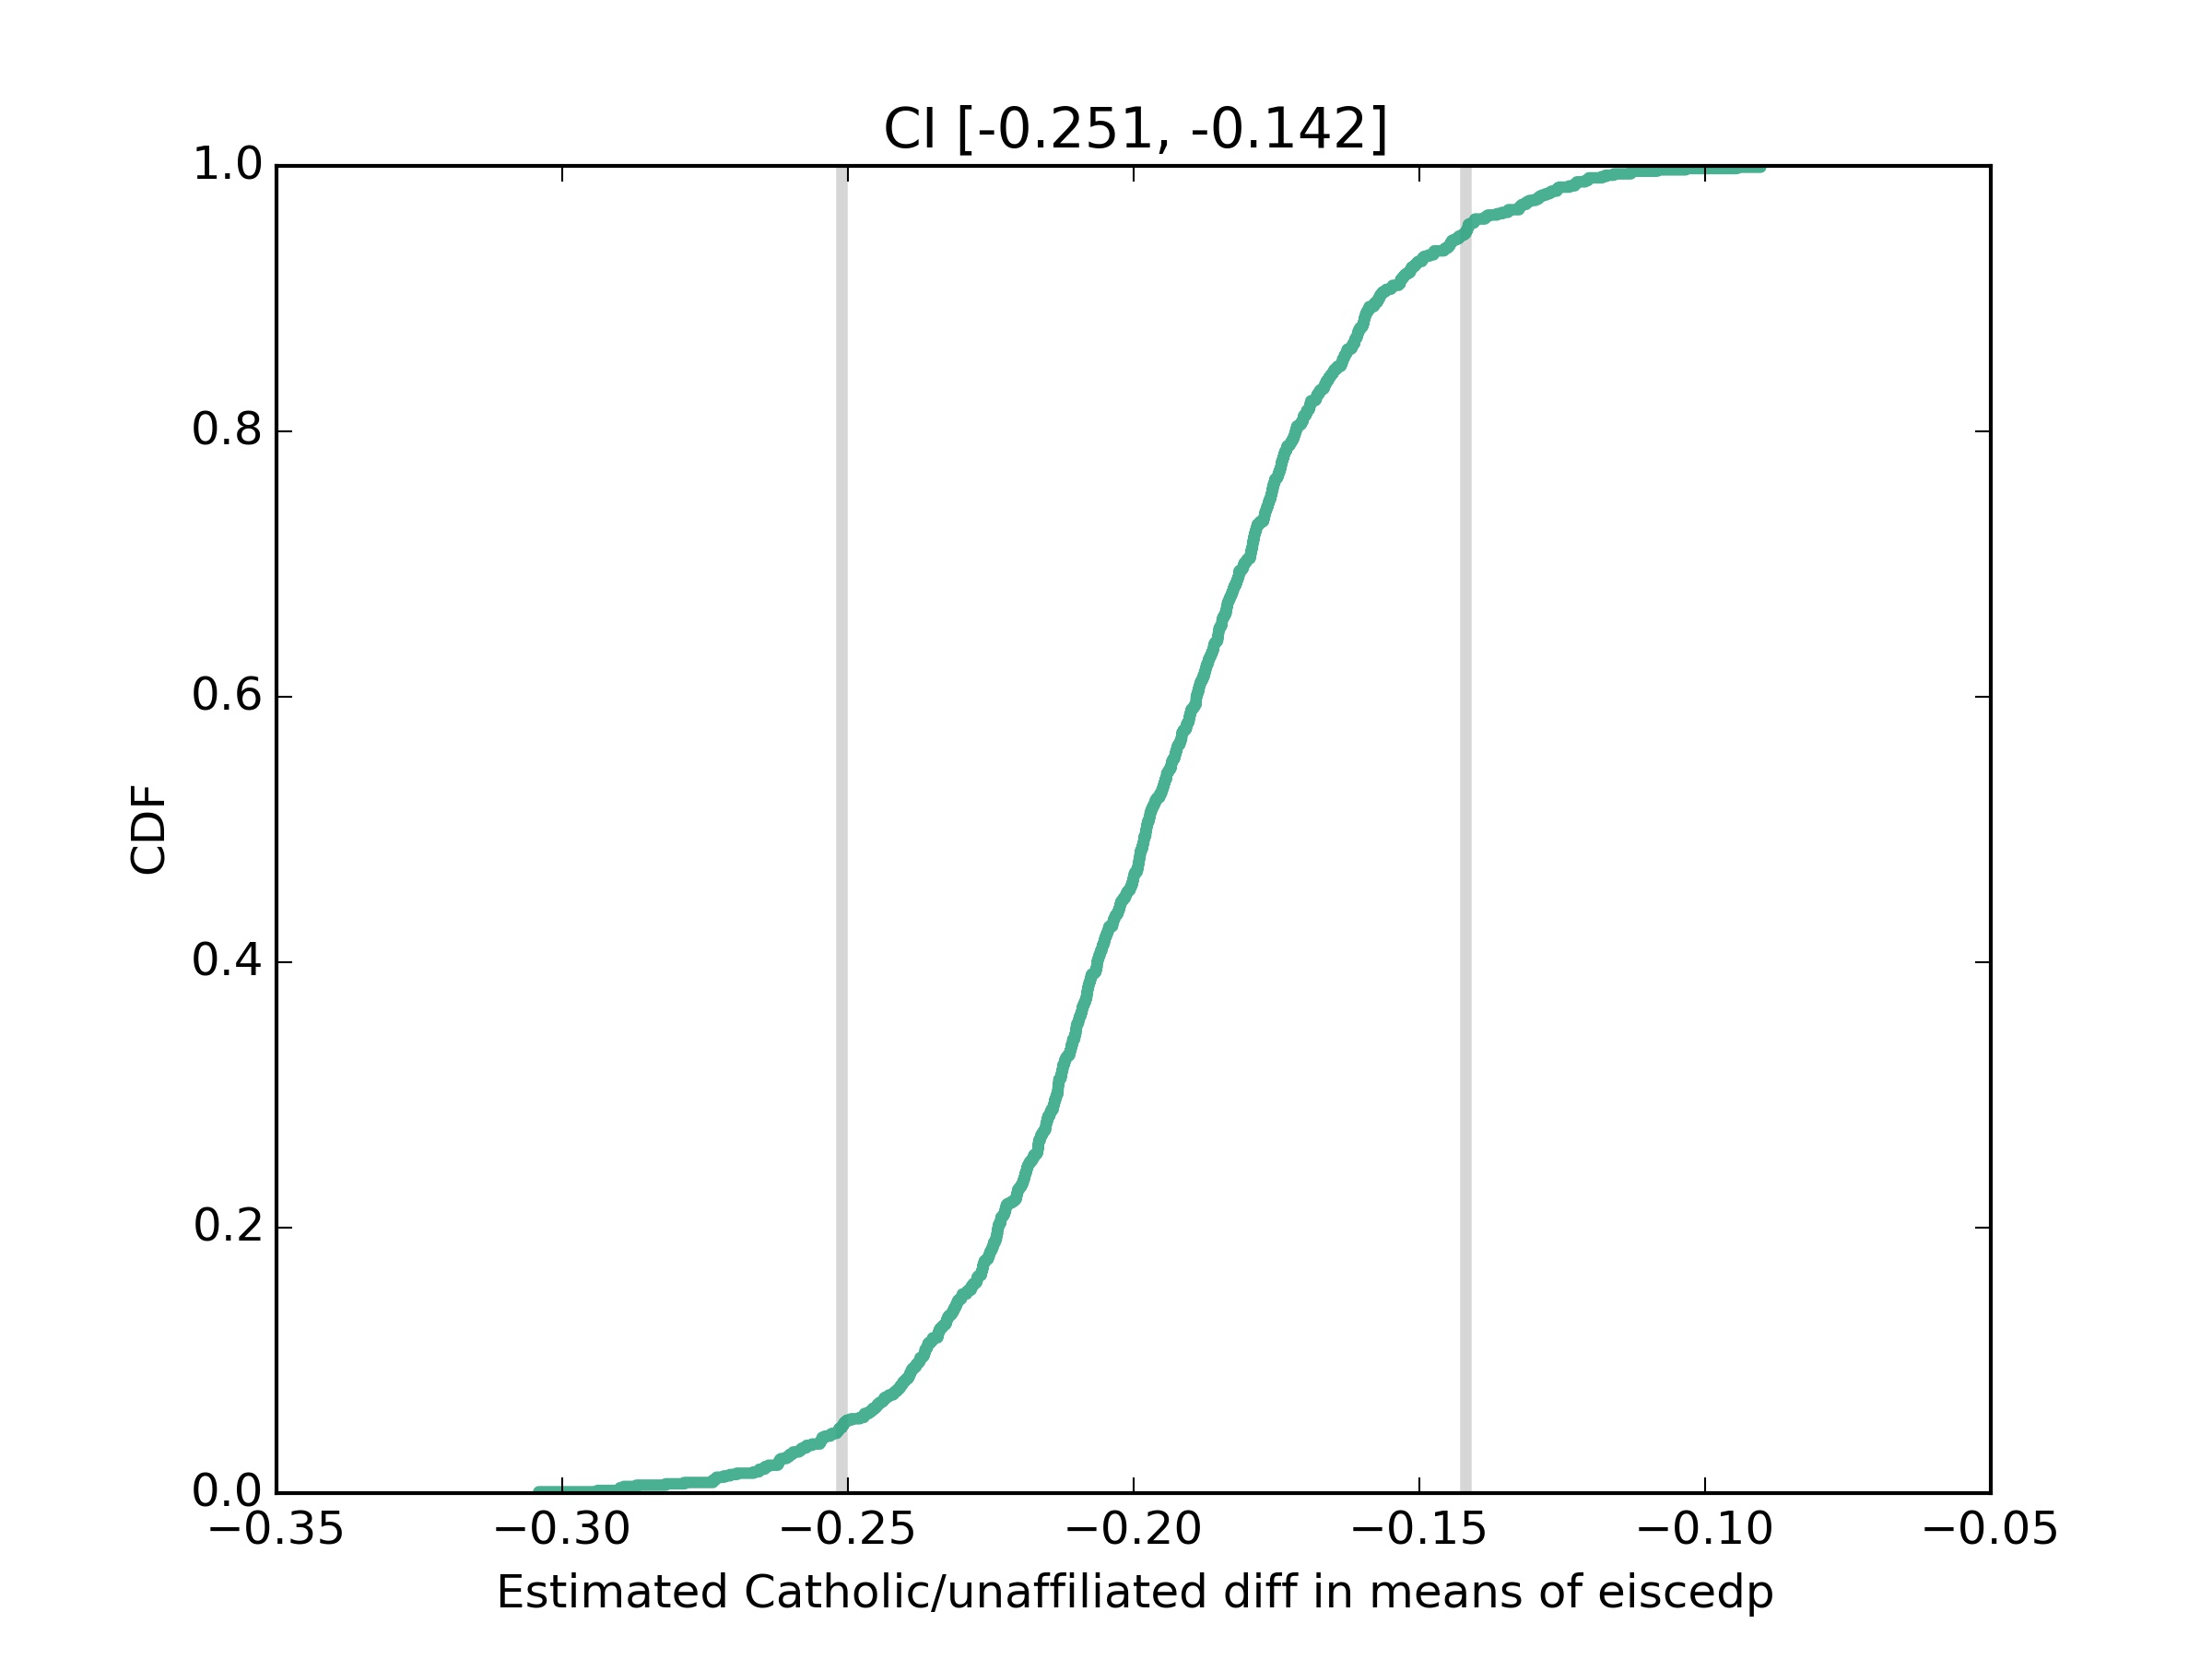 CI [-0.251, -0.142]
1.0
0.8
0.6
0.4
0.2
0.0
CDF
−0.35 −0.30 −0.25 −0.20 −0.15 −0.10 −0.05
Estimated Catholic/unaffiliated diff in means of eiscedp